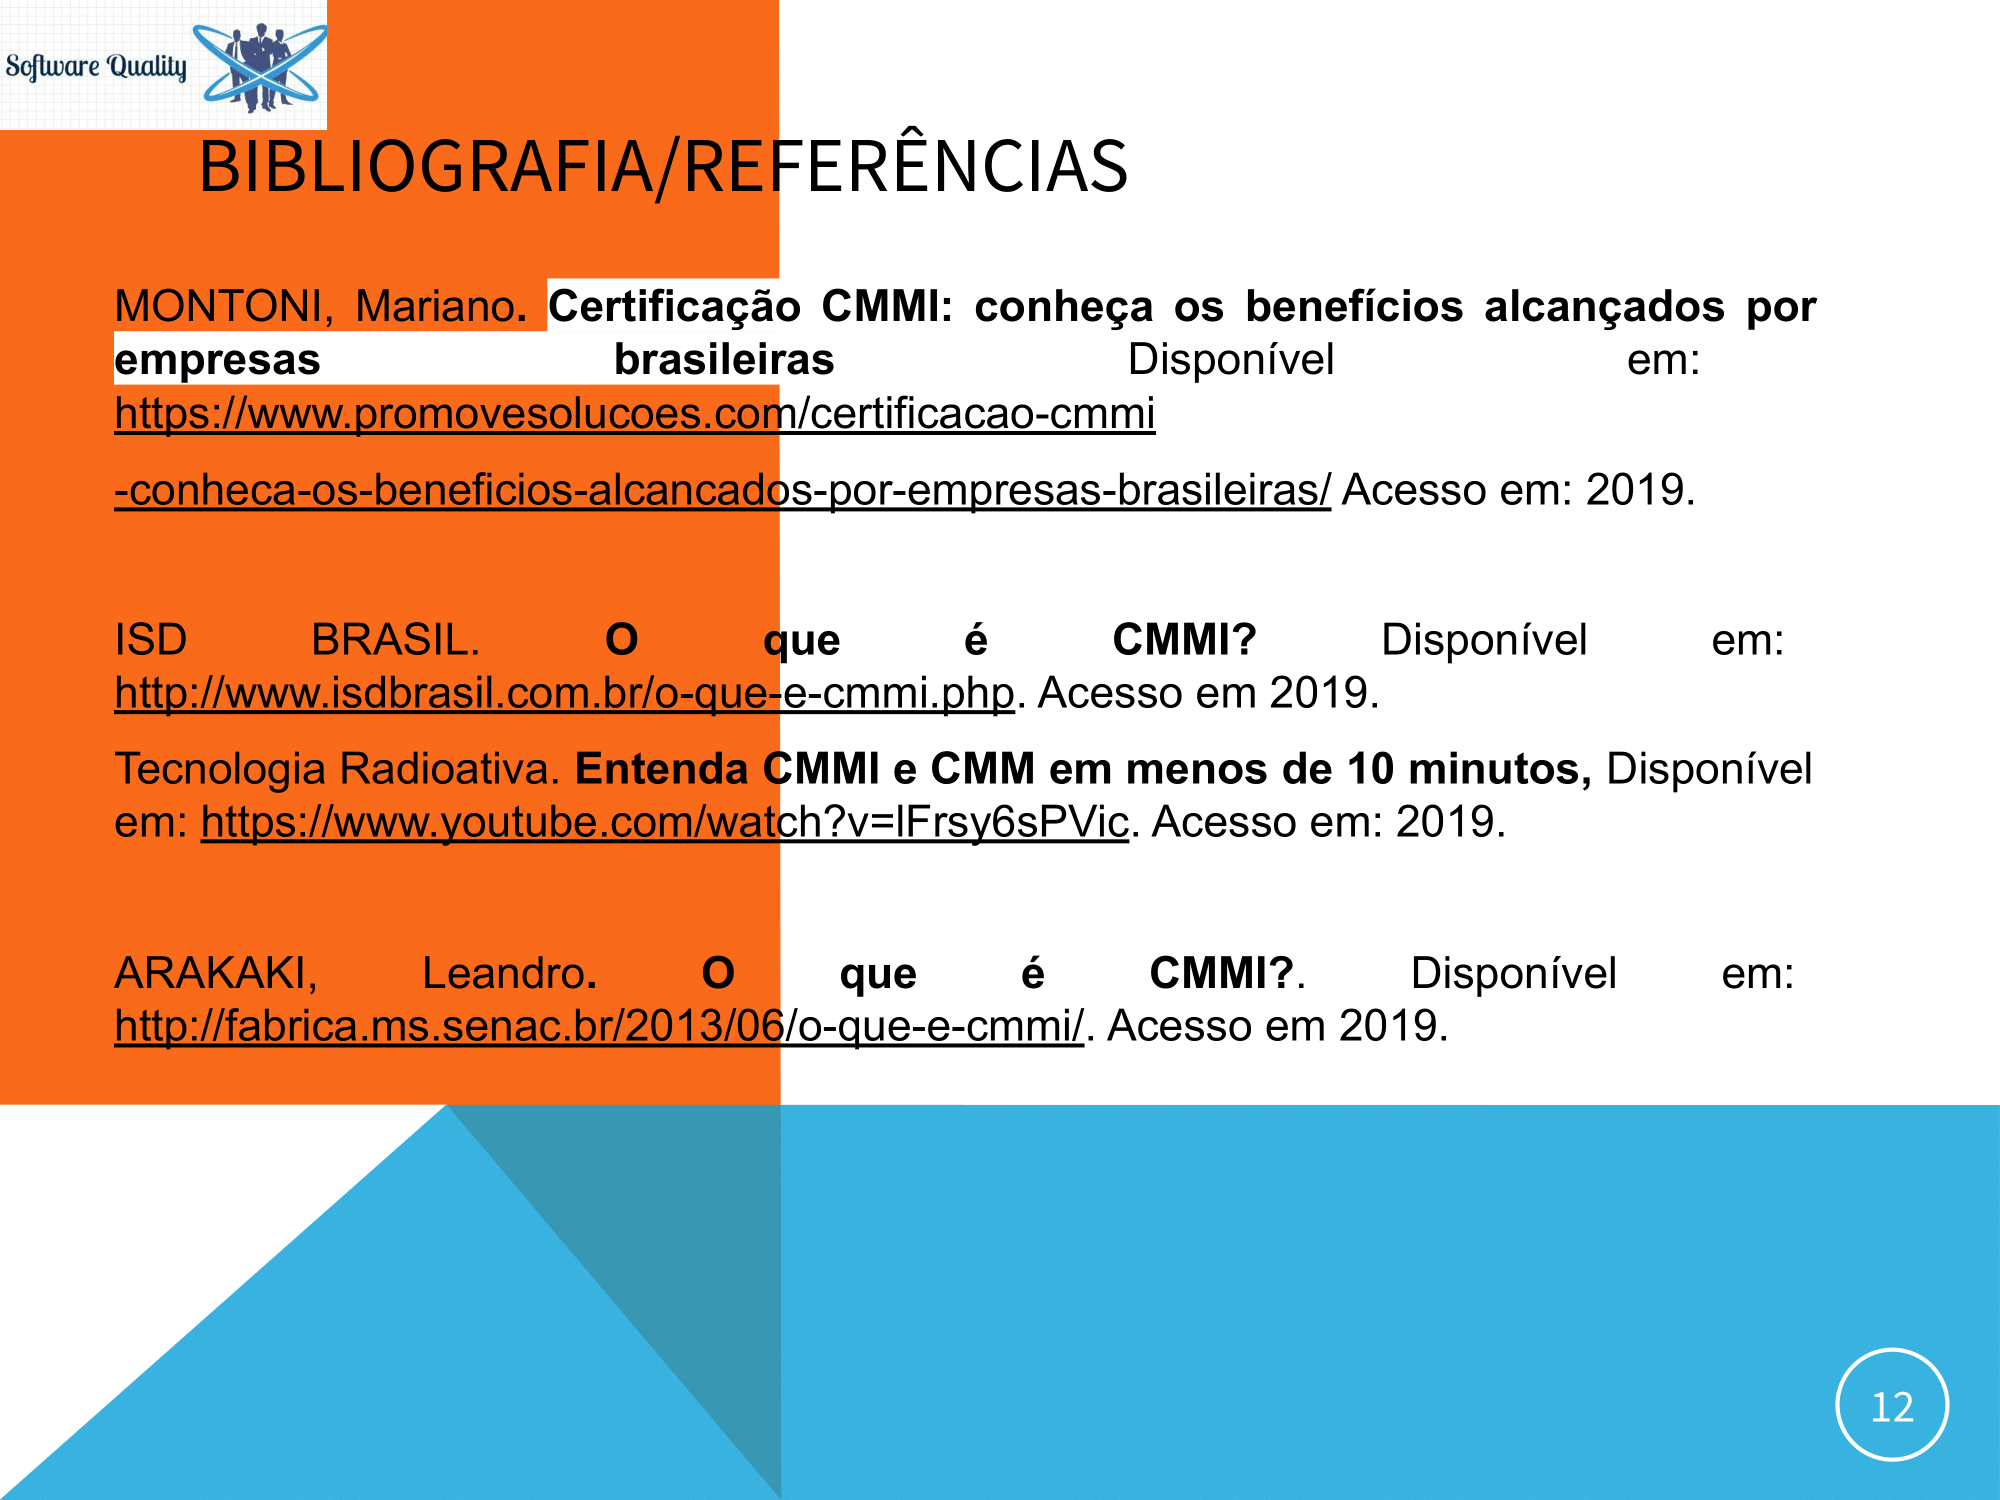 Software Quality
BIBLIOGRAFIA/REFERÊNCIAS
MONTONI, Mariano. Certificação CMMI: conheça os benefícios alcançados por
empresas brasileiras Disponível em:
https://www.promovesolucoes.com/certificacao-cmmi
-conheca-os-beneficios-alcancados-por-empresas-brasileiras/ Acesso em: 2019.
ISD BRASIL. O que é CMMI? Disponível em:
http://www.isdbrasil.com.br/o-que-e-cmmi.php. Acesso em 2019.
Tecnologia Radioativa. Entenda CMMI e CMM em menos de 10 minutos, Disponível
em: https://www.youtube.com/watch?v=lFrsy6sPVic. Acesso em: 2019.
ARAKAKI, Leandro. O que é CMMI?. Disponível em:
http://fabrica.ms.senac.br/2013/06/o-que-e-cmmi/. Acesso em 2019.
12